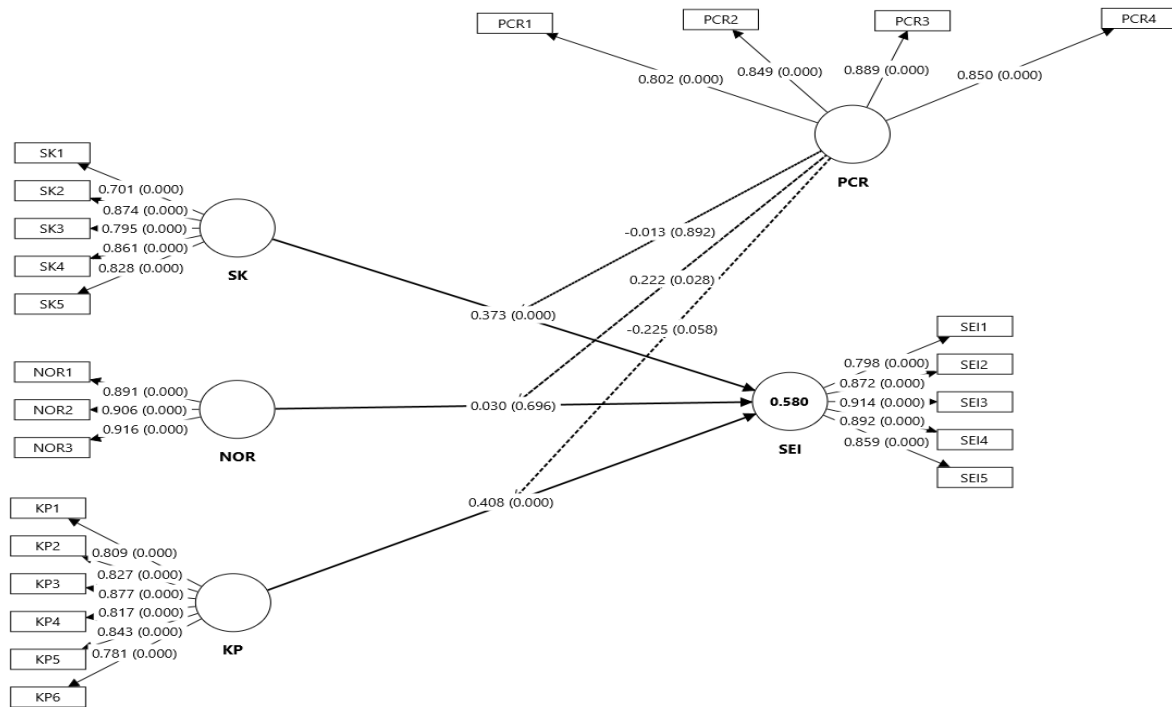 PCR1
PCR2
PCR3
PCR4
0.802 (0.000)
0.849 (0.000)
0.889 (0.000)
0.850 (0.000)
PCR
SK1
SK2
SK3
SK4
SK5
0.701 (0.000)
0.874 (0.000)
0.795 (0.000)
0.861 (0.000)
0.828 (0.000)
SK
-0.013 (0.892)
0.222 (0.028)
-0.225 (0.058)
0.373 (0.000)
NOR1
NOR2
NOR3
0.891 (0.000)
0.906 (0.000)
0.916 (0.000)
NOR
0.030 (0.696)
0.580
SEI
SEI1
SEI2
SEI3
SEI4
SEI5
0.798 (0.000)
0.872 (0.000)
0.914 (0.000)
0.892 (0.000)
0.859 (0.000)
0.408 (0.000)
KP1
KP2
KP3
KP4
KP5
KP6
0.809 (0.000)
0.827 (0.000)
0.877 (0.000)
0.817 (0.000)
0.843 (0.000)
0.781 (0.000)
KP